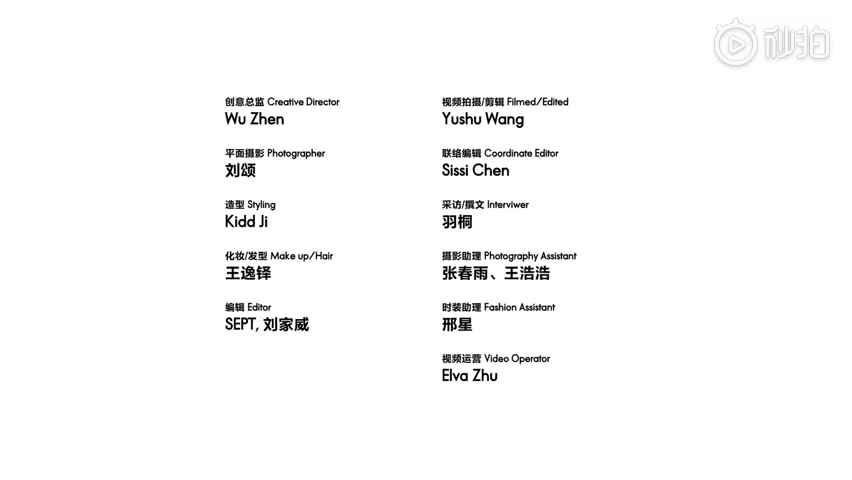 秒拍
创意总监 Creative Director
Wu Zhen
平面摄影 Photographer
刘颂
造型 Styling
Kidd Ji
化妆/发型 Make up/Hair
王逸铎
编辑 Editor
SEPT, 刘家威
视频拍摄/剪辑 Filmed/Edited
Yushu Wang
联络编辑 Coordinate Editor
Sissi Chen
采访/撰文 Interviwer
羽桐
摄影助理 Photography Assistant
张春雨、王浩浩
时装助理 Fashion Assistant
邢星
视频运营 Video Operator
Elva Zhu